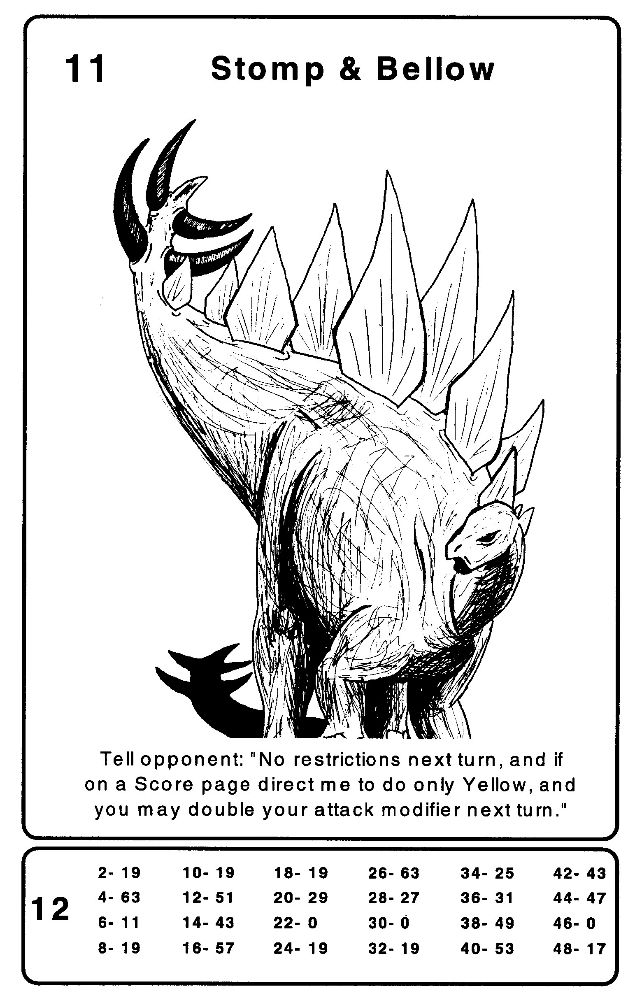 11 Stomp & Bellow
Tell opponent: "No restrictions next turn, and if
on a Score page direct me to do only Yellow, and
you may double your attack modifier next turn."
12
2- 19 10- 19 18- 19 26- 63 34- 25 42- 43
4- 63 12- 51 20- 29 28- 27 36- 31 44- 47
6- 11 14- 43 22- 0 30- 0 38- 49 46- 0
8- 19 16- 57 24- 19 32- 19 40- 53 48- 17